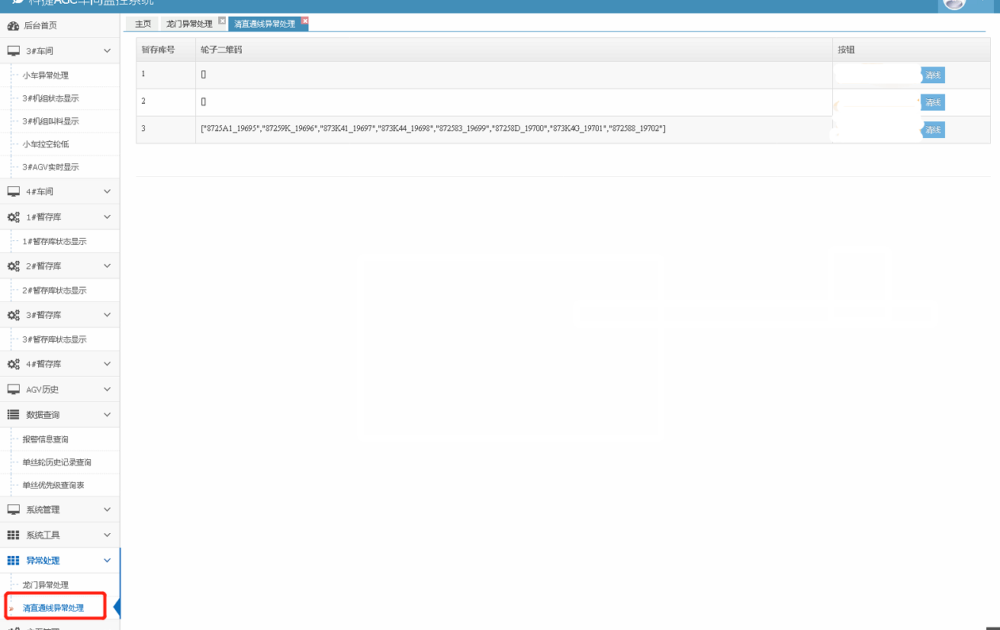 科捷AGC车间监控系统
后台首页
3#车间
小车异常处理
3#机组状态显示
3#机组叫料显示
小车拉空轮低
3#AGV实时显示
4#车间
1#暂存库
1#暂存库状态显示
2#暂存库
2#暂存库状态显示
3#暂存库
3#暂存库状态显示
4#暂存库
AGV历史
数据查询
报警信息查询
单丝轮历史记录查询
单丝优先级查询表
系统管理
系统工具
异常处理
龙门异常处理
清直通线异常处理
主页 龙门异常处理 清直通线异常处理
暂存库号 轮子二维码 按钮
1 [] 清线
2 [] 清线
3 ["8725A1_19695","87259K_19696","873K41_19697","873K44_19698","872583_19699","87258D_19700","873K4G_19701","872588_19702"] 清线